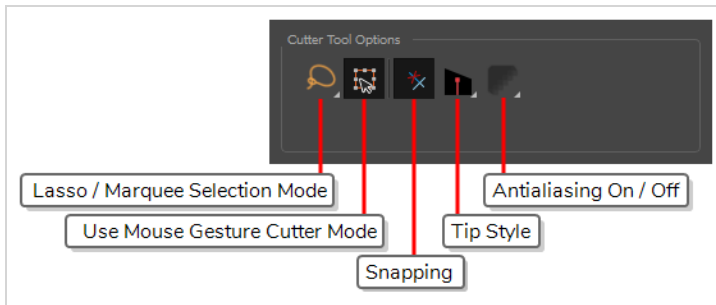 Cutter Tool Options
Lasso / Marquee Selection Mode
Antialiasing On / Off
Use Mouse Gesture Cutter Mode
Tip Style
Snapping